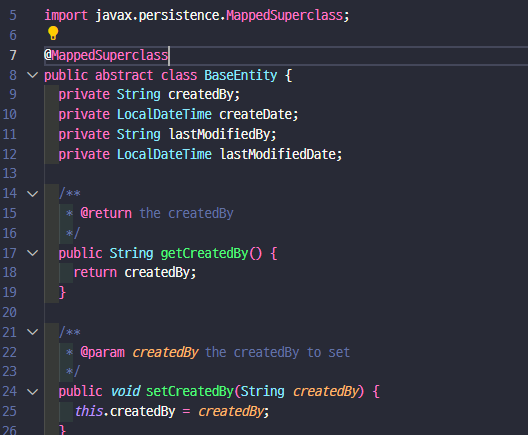 5 import javax.persistence.MappedSuperclass;
6
7 @MappedSuperclass
8 public abstract class BaseEntity {
9 private String createdBy;
10 private LocalDateTime createDate;
11 private String lastModifiedBy;
12 private LocalDateTime lastModifiedDate;
13
14 /**
15 * @return the createdBy
16 */
17 public String getCreatedBy() {
18 return createdBy;
19 }
20
21 /**
22 * @param createdBy the createdBy to set
23 */
24 public void setCreatedBy(String createdBy) {
25 this.createdBy = createdBy;
26 }